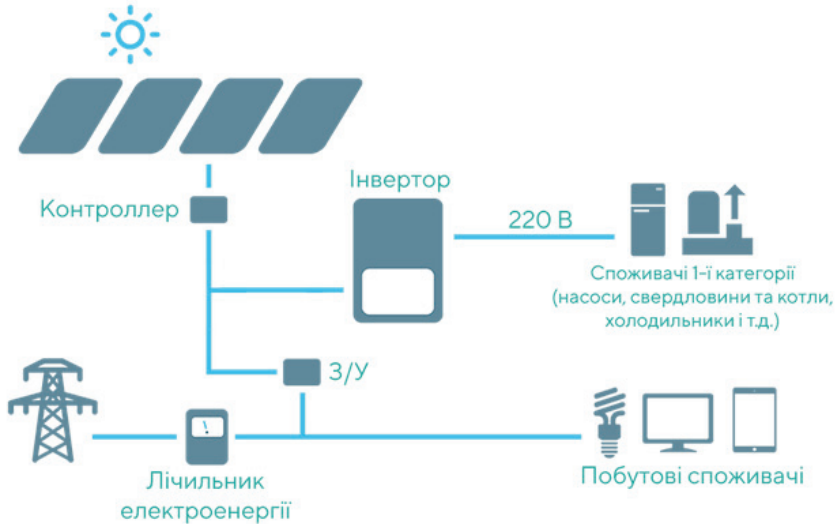 Інвертор
Контроллер
220 В
Споживачі 1-ї категорії
(насоси, свердловини та котли,
холодильники і т.д.)
З/У
Лічильник
електроенергії
Побутові споживачі